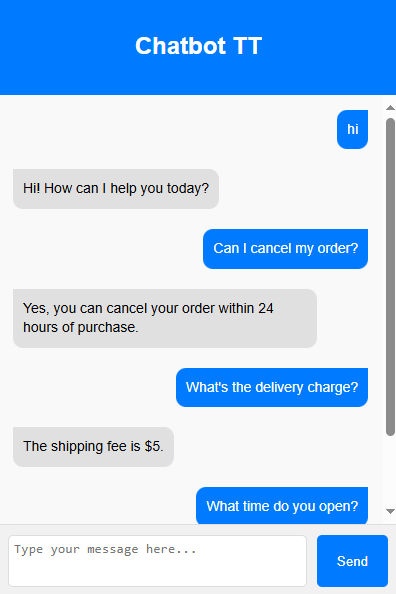 Chatbot TT
hi
Hi! How can I help you today?
Can I cancel my order?
Yes, you can cancel your order within 24
hours of purchase.
What's the delivery charge?
The shipping fee is $5.
What time do you open?
Type your message here...
Send